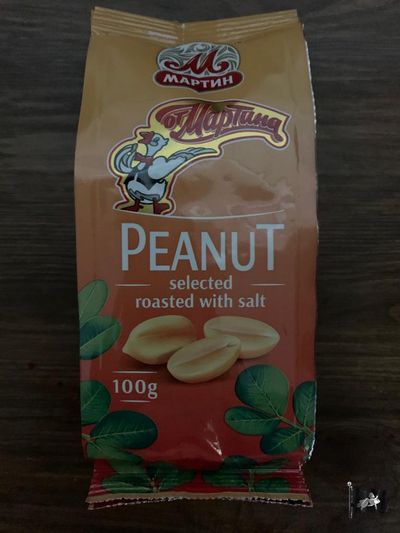 М
МАРТИН
от Мартина
PEANUT
selected
roasted with salt
100g